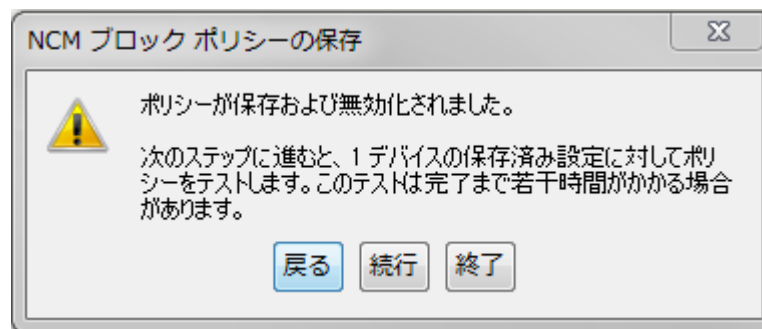 NCM ブロック ポリシーの保存
ポリシーが保存および無効化されました。
次のステップに進むと、1 デバイスの保存済み設定に対してポリ
シーをテストします。このテストは完了まで若干時間がかかる場合
があります。
戻る 続行 終了